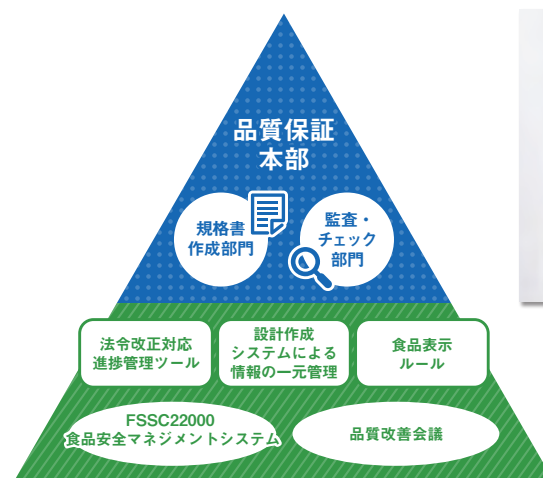 品質保証
本部
規格書
作成部門
監査・
チェック
部門
法令改正対応
進捗管理ツール
設計作成
システムによる
情報の一元管理
食品表示
ルール
FSSC22000
食品安全マネジメントシステム
品質改善会議